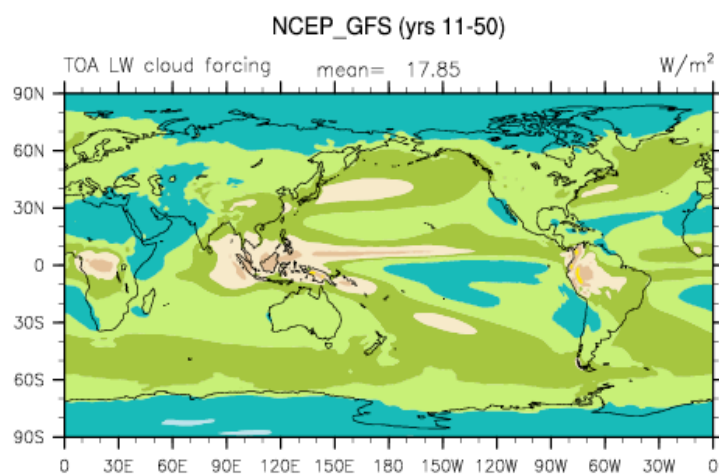 NCEP_GFS (yrs 11-50)
TOA LW cloud forcing mean= 17.85 W/m²
90N
60N
30N
0
30S
60S
90S
0 30E 60E 90E 120E 150E 180 150W 120W 90W 60W 30W 0